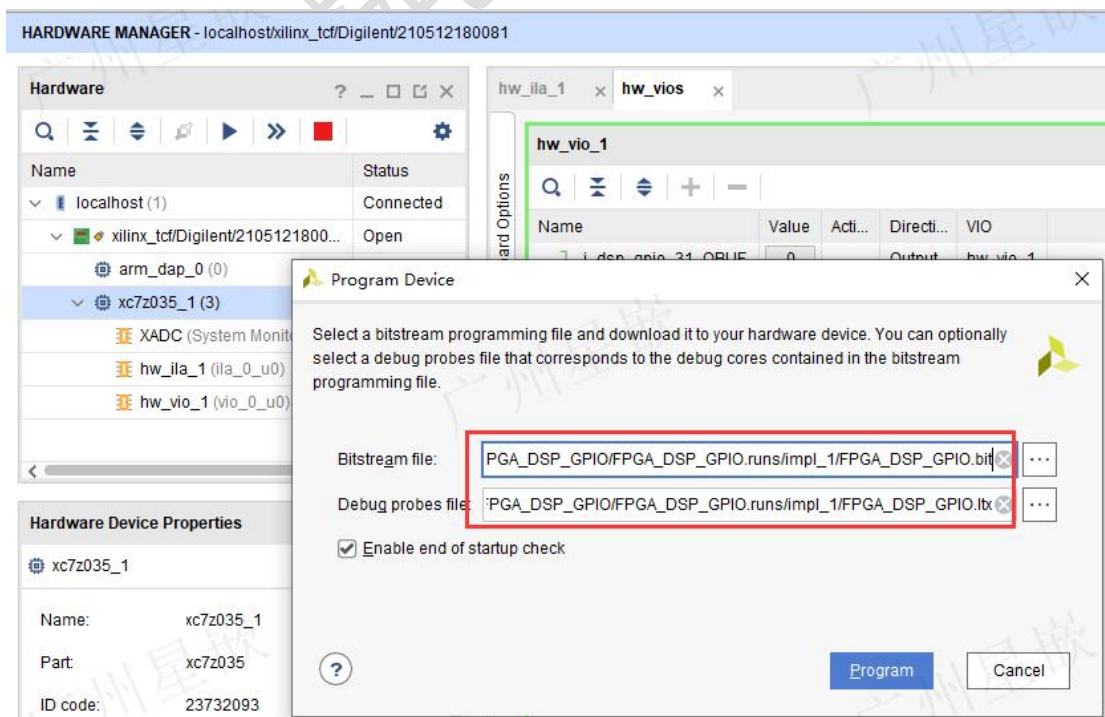 HARDWARE MANAGER - localhost/xilinx_tcf/Digilent/210512180081
Hardware
Name Status
localhost (1) Connected
xilinx_tcf/Digilent/2105121800... Open
arm_dap_0 (0)
xc7z035_1 (3)
XADC (System Monit
hw_ila_1 (ila_0_u0)
hw_vio_1 (vio_0_u0)
Hardware Device Properties
xc7z035_1
Name: xc7z035_1
Part: xc7z035
ID code: 23732093
hw_ila_1
hw_vios
hw_vio_1
Name Value Acti... Directi... VIO
Program Device
Select a bitstream programming file and download it to your hardware device. You can optionally
select a debug probes file that corresponds to the debug cores contained in the bitstream
programming file.
Bitstream file: PGA_DSP_GPIO/FPGA_DSP_GPIO.runs/impl_1/FPGA_DSP_GPIO.bit ...
Debug probes file: PGA_DSP_GPIO/FPGA_DSP_GPIO.runs/impl_1/FPGA_DSP_GPIO.ltx ...
Enable end of startup check
?
Program Cancel
广州星嵌